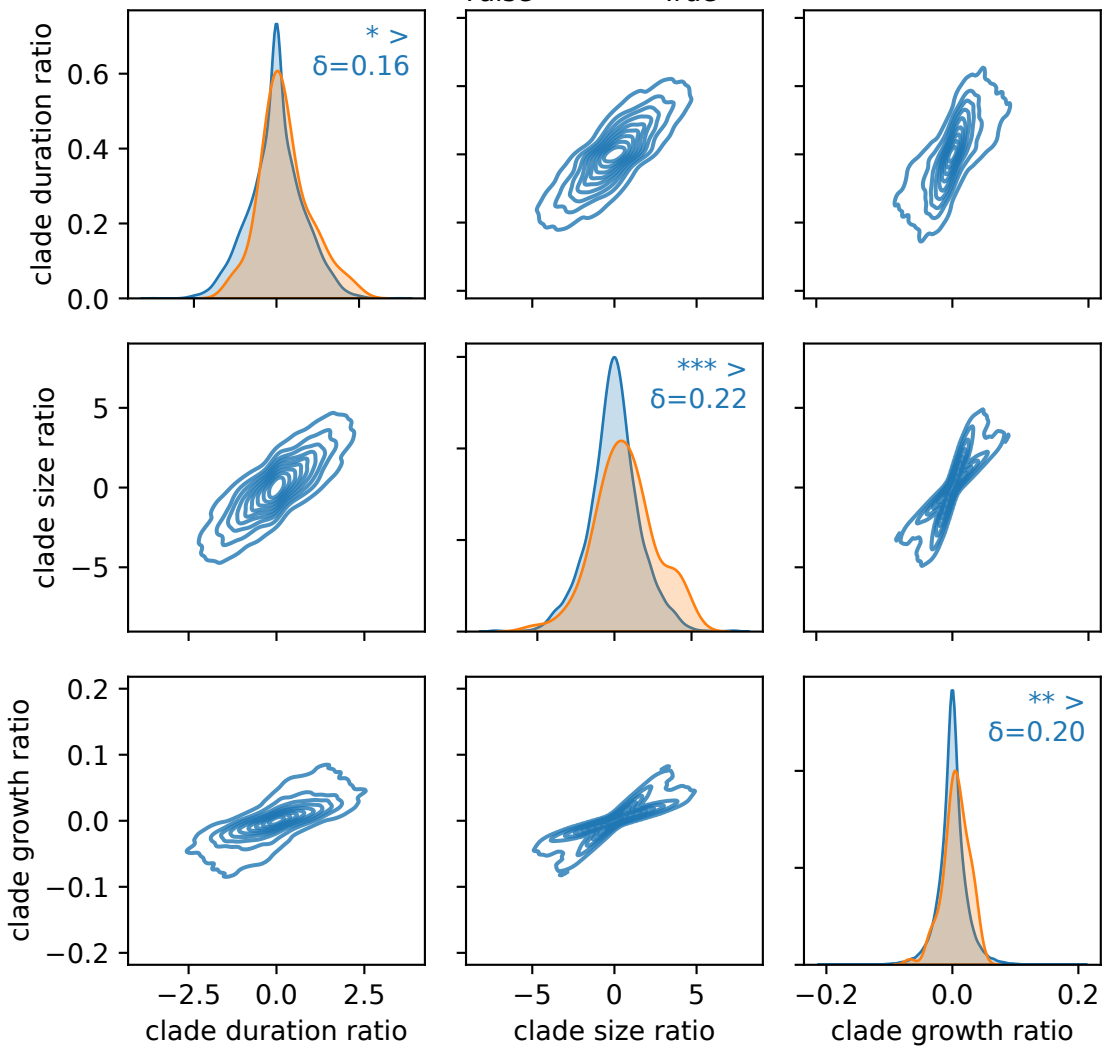 clade duration ratio
0.6
0.4
0.2
0.0
* >
δ=0.16
clade size ratio
5
0
−5
*** >
δ=0.22
clade growth ratio
0.2
0.1
0.0
−0.1
−0.2
** >
δ=0.20
−2.5 0.0 2.5
−5 0 5
−0.2 0.0 0.2
clade duration ratio
clade size ratio
clade growth ratio